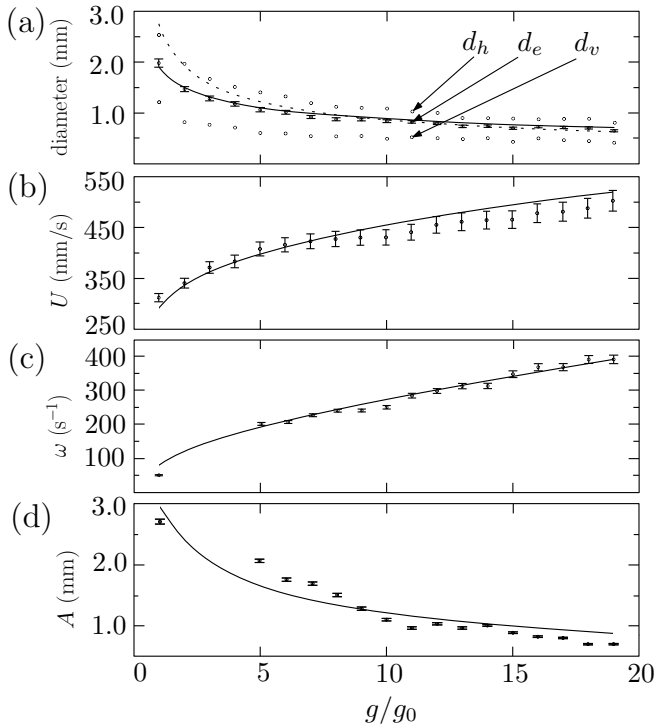 (a)
diameter (mm)
3.0
2.0
1.0
d_h d_e d_v
(b)
U (mm/s)
550
450
350
250
(c)
ω (s⁻¹)
400
300
200
100
(d)
A (mm)
3.0
2.0
1.0
0 5 10 15 20
g/g₀